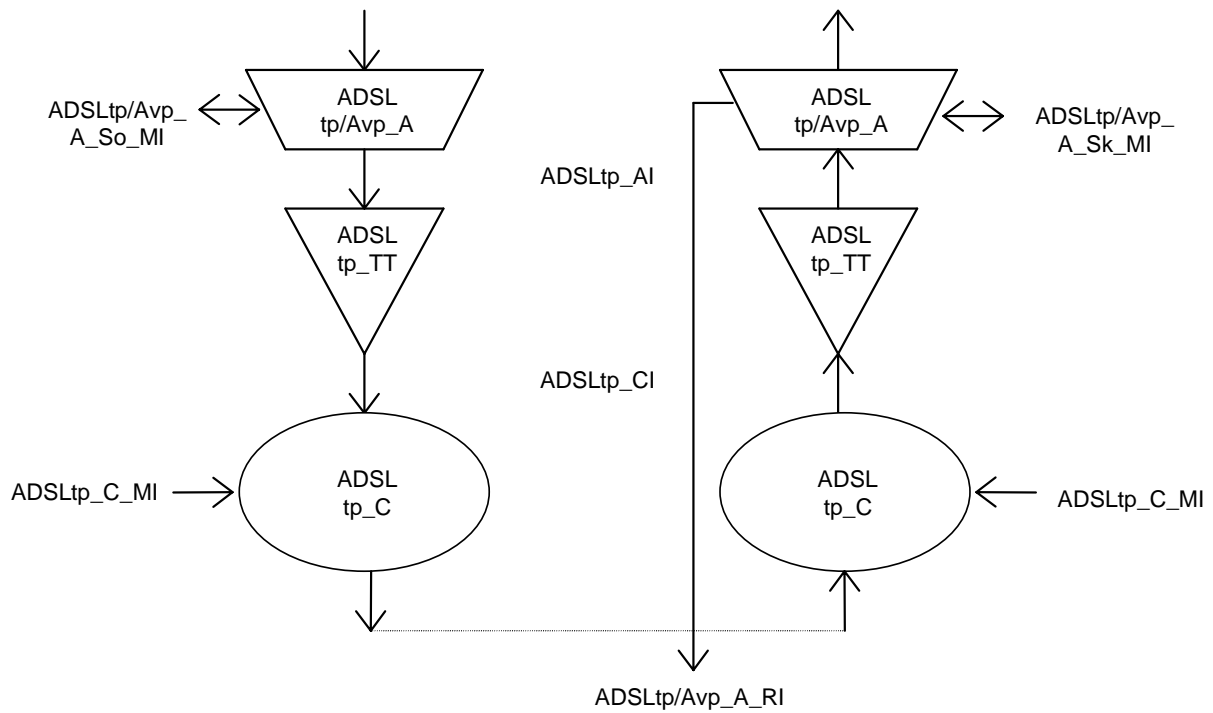 ADSL
tp/Avp_A
ADSLtp/Avp_
A_So_MI
ADSL
tp/Avp_A
ADSLtp/Avp_
A_Sk_MI
ADSLtp_AI
ADSL
tp_TT
ADSL
tp_TT
ADSLtp_CI
ADSL
tp_C
ADSLtp_C_MI
ADSL
tp_C
ADSLtp_C_MI
ADSLtp/Avp_A_RI